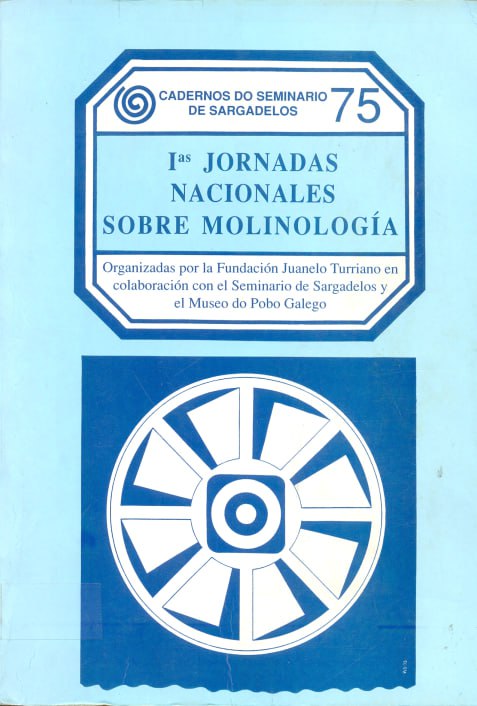 CADERNOS DO SEMINARIO
DE SARGADELOS
75
Ias JORNADAS
NACIONALES
SOBRE MOLINOLOGÍA
Organizadas por la Fundación Juanelo Turriano en
colaboración con el Seminario de Sargadelos y
el Museo do Pobo Galego